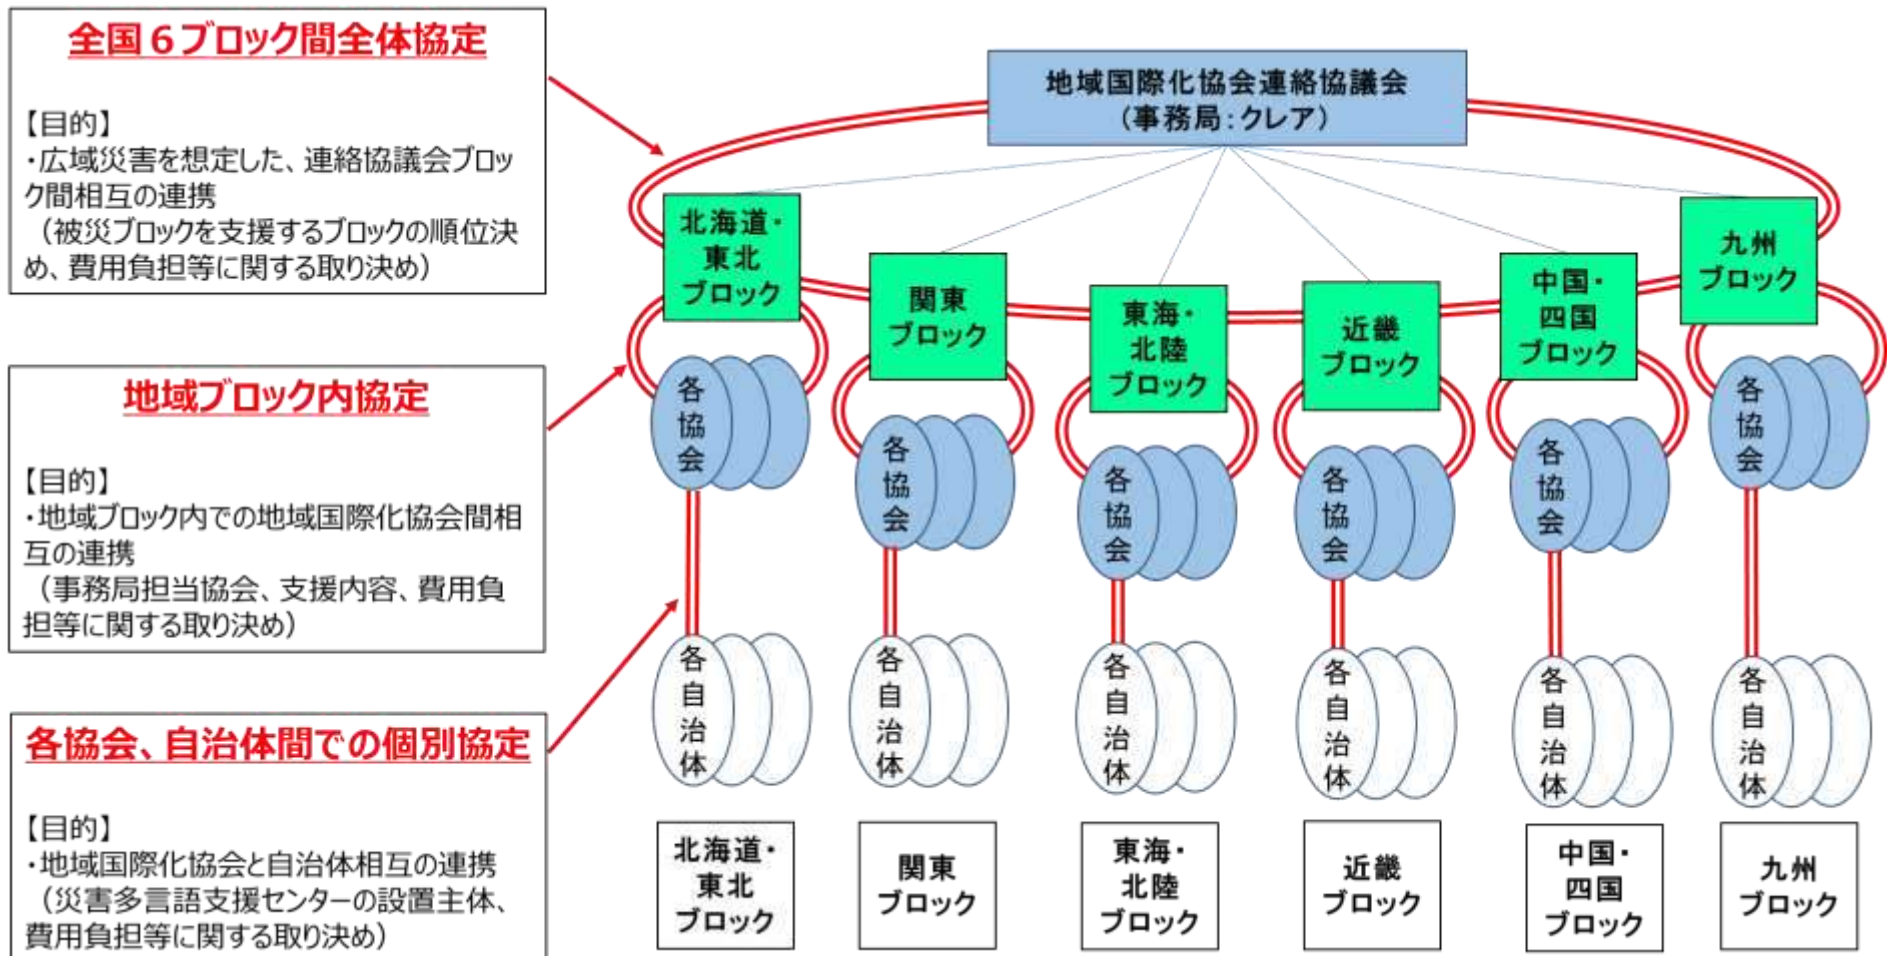 全国６ブロック間全体協定
【目的】
・広域災害を想定した、連絡協議会ブロッ
ク間相互の連携
（被災ブロックを支援するブロックの順位決
め、費用負担等に関する取り決め）
地域ブロック内協定
【目的】
・地域ブロック内での地域国際化協会間相
互の連携
（事務局担当協会、支援内容、費用負
担等に関する取り決め）
各協会、自治体間での個別協定
【目的】
・地域国際化協会と自治体相互の連携
（災害多言語支援センターの設置主体、
費用負担等に関する取り決め）
地域国際化協会連絡協議会
（事務局：クレア）
北海道・
東北
ブロック
関東
ブロック
東海・
北陸
ブロック
近畿
ブロック
中国・
四国
ブロック
九州
ブロック
各協会
各協会
各協会
各協会
各協会
各協会
各自治体
各自治体
各自治体
各自治体
各自治体
各自治体
北海道・
東北
ブロック
関東
ブロック
東海・
北陸
ブロック
近畿
ブロック
中国・
四国
ブロック
九州
ブロック